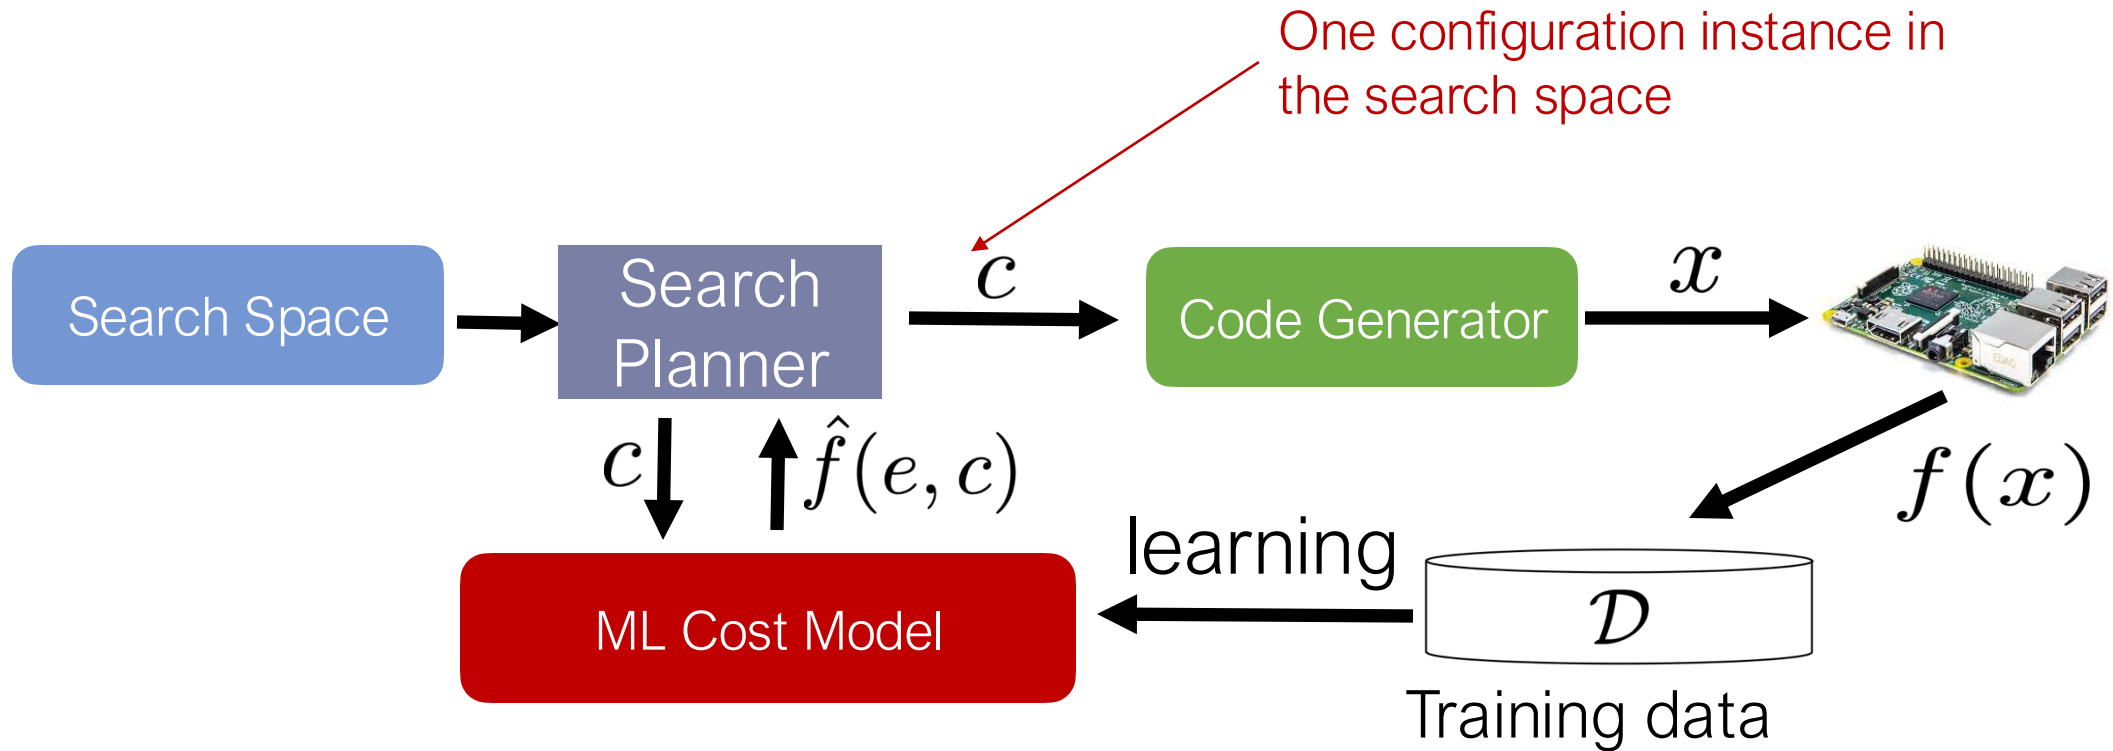 One configuration instance in
the search space
Search Space
Search
Planner
c
Code Generator
x
EDAC
c
f̂(e, c)
f(x)
learning
ML Cost Model
𝒟
Training data